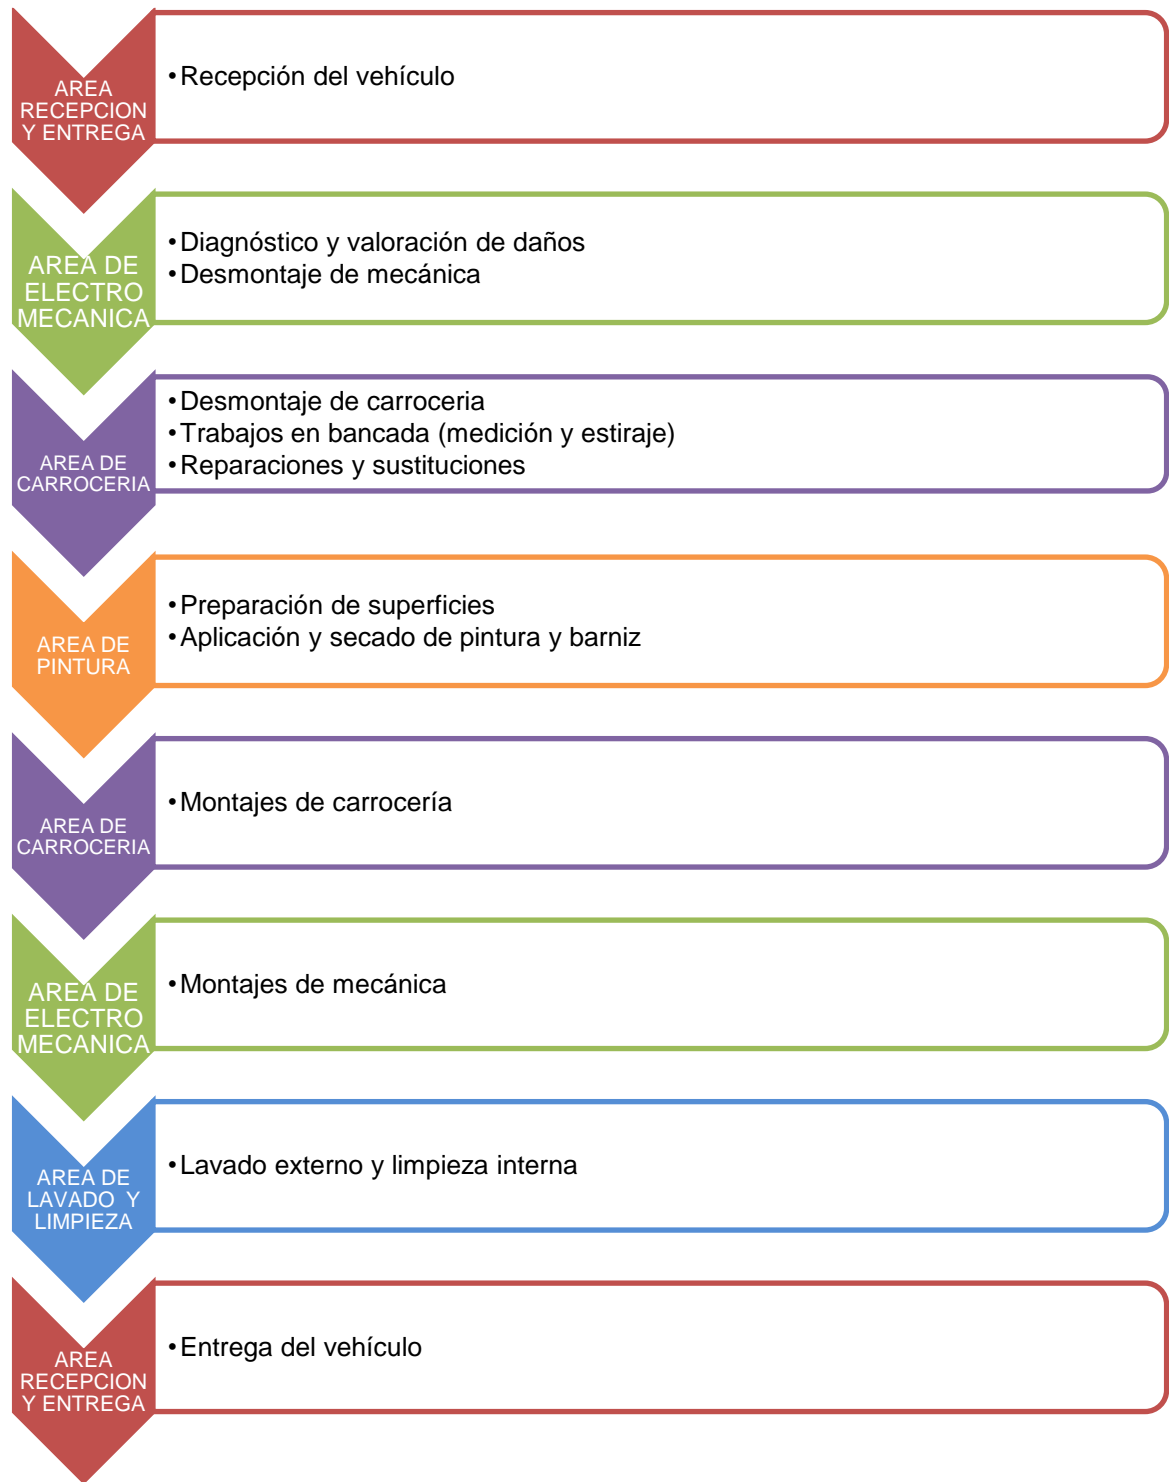 AREA
RECEPCION
Y ENTREGA
•Recepción del vehículo
AREA DE
ELECTRO
MECANICA
•Diagnóstico y valoración de daños
•Desmontaje de mecánica
AREA DE
CARROCERIA
•Desmontaje de carroceria
•Trabajos en bancada (medición y estiraje)
•Reparaciones y sustituciones
AREA DE
PINTURA
•Preparación de superficies
•Aplicación y secado de pintura y barniz
AREA DE
CARROCERIA
•Montajes de carrocería
AREA DE
ELECTRO
MECANICA
•Montajes de mecánica
AREA DE
LAVADO Y
LIMPIEZA
•Lavado externo y limpieza interna
AREA
RECEPCION
Y ENTREGA
•Entrega del vehículo